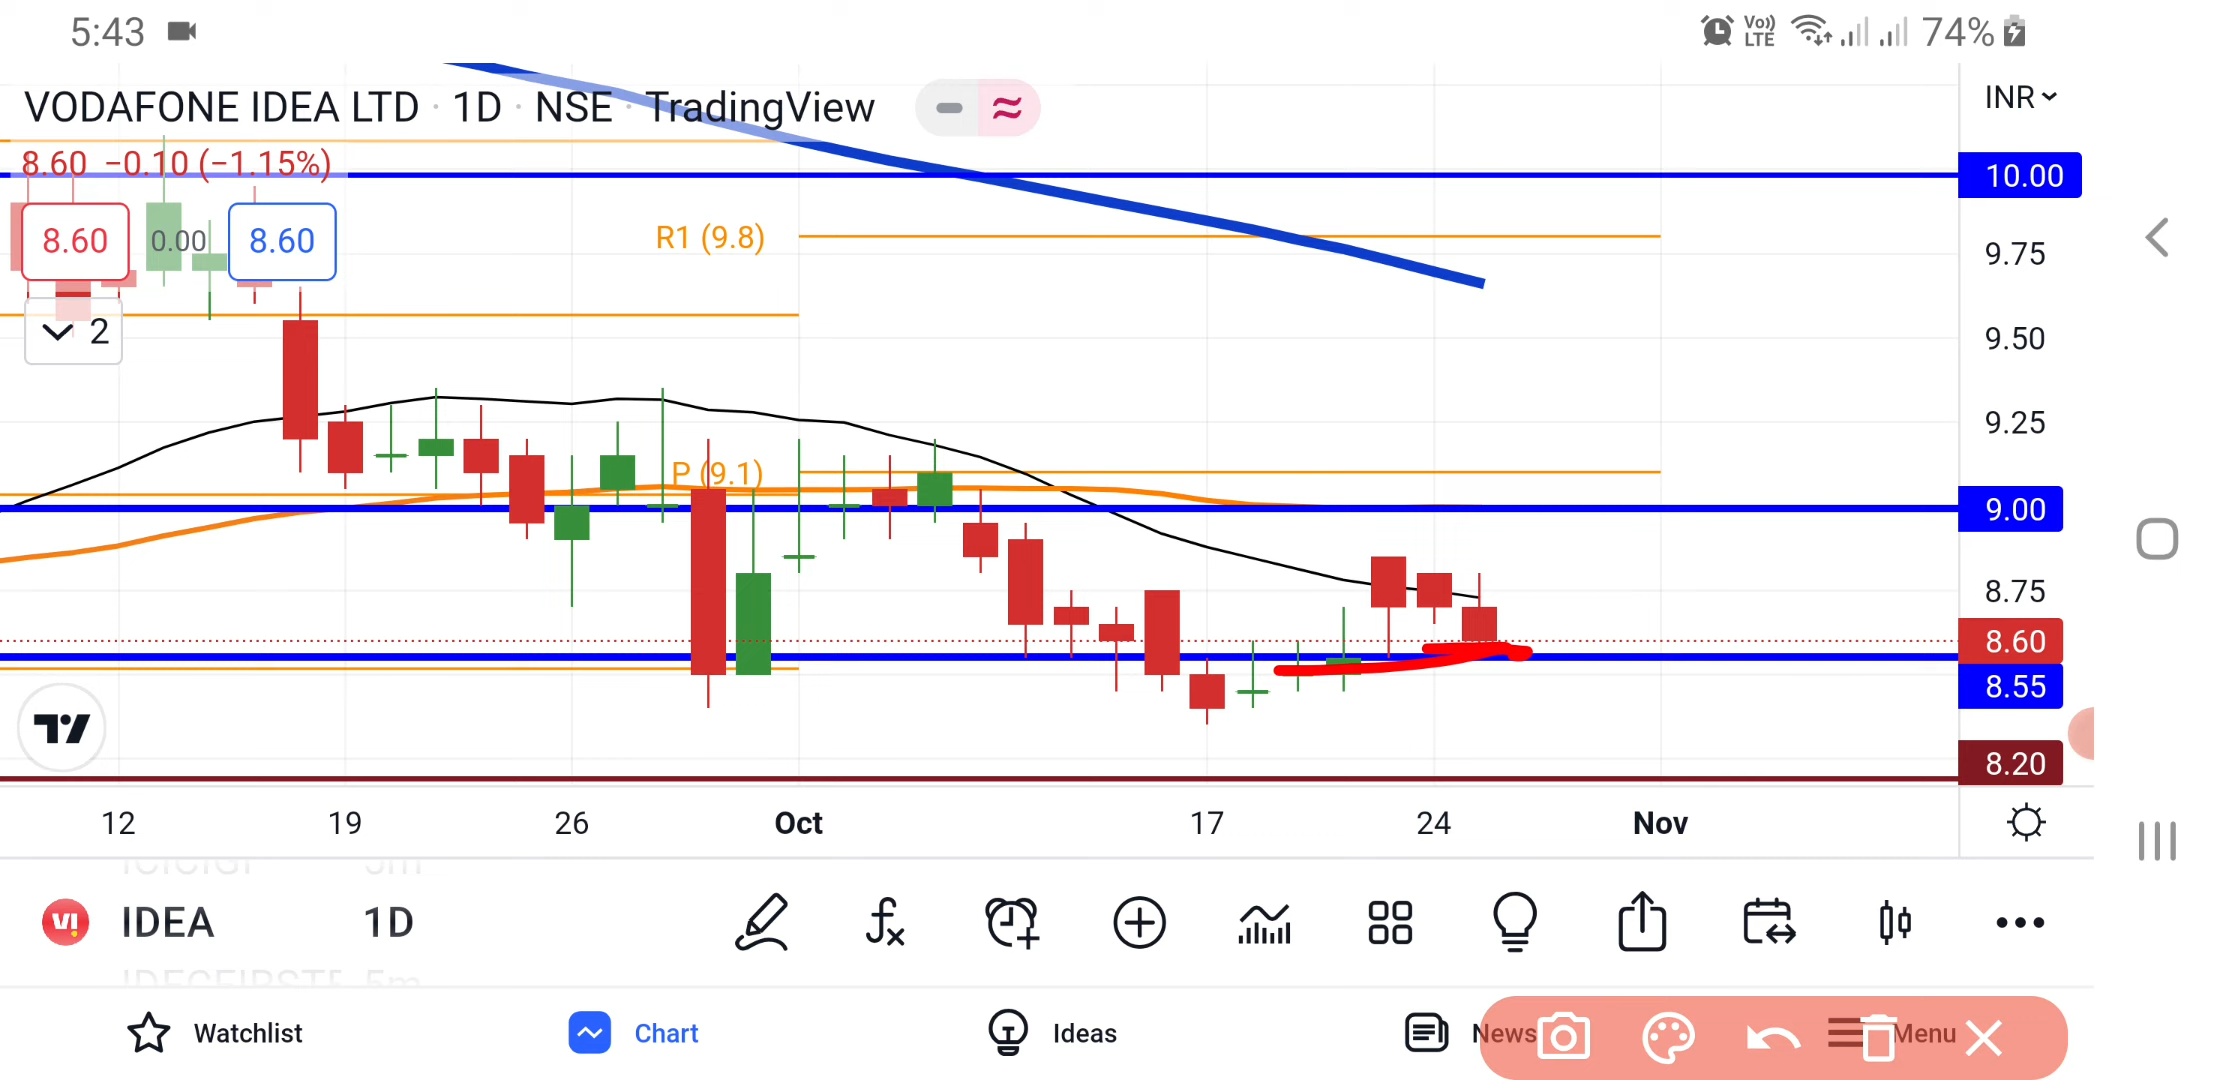 5:43 Vo)) LTE 74%
VODAFONE IDEA LTD · 1D · NSE · TradingView
INR
8.60 −0.10 (−1.15%)
10.00
8.60 0.00 8.60
R1 (9.8)
9.75
2
9.50
9.25
P (9.1)
9.00
8.75
8.60
8.55
8.20
12 19 26 Oct 17 24 Nov
IDEA 1D
Watchlist Chart Ideas News Menu